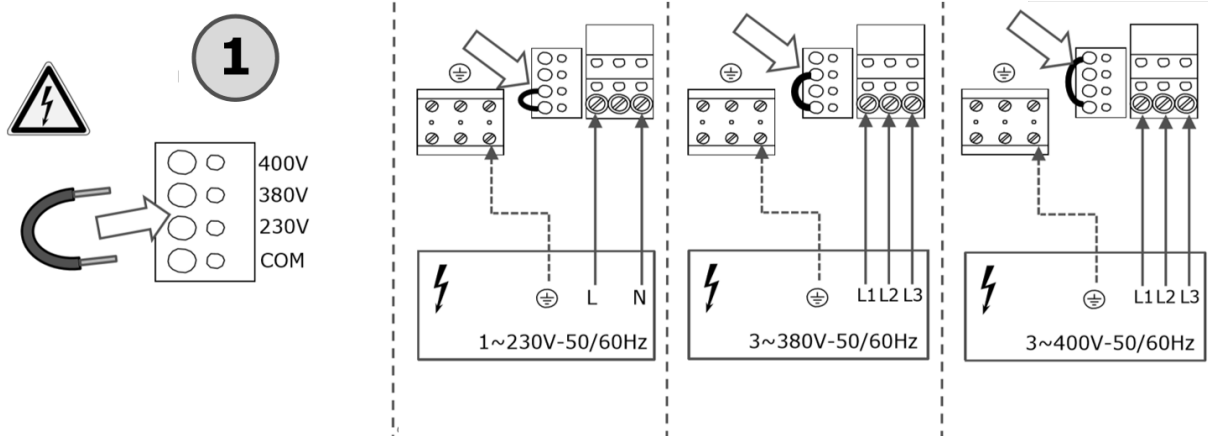 1
400V
380V
230V
COM
L N
1~230V-50/60Hz
L1 L2 L3
3~380V-50/60Hz
L1 L2 L3
3~400V-50/60Hz